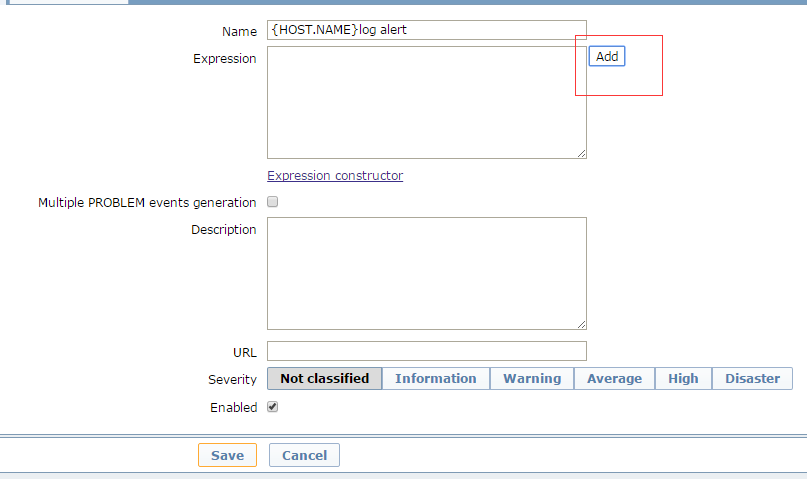 Name {HOST.NAME}log alert
Expression Add
Expression constructor
Multiple PROBLEM events generation
Description
URL
Severity Not classified Information Warning Average High Disaster
Enabled
Save Cancel